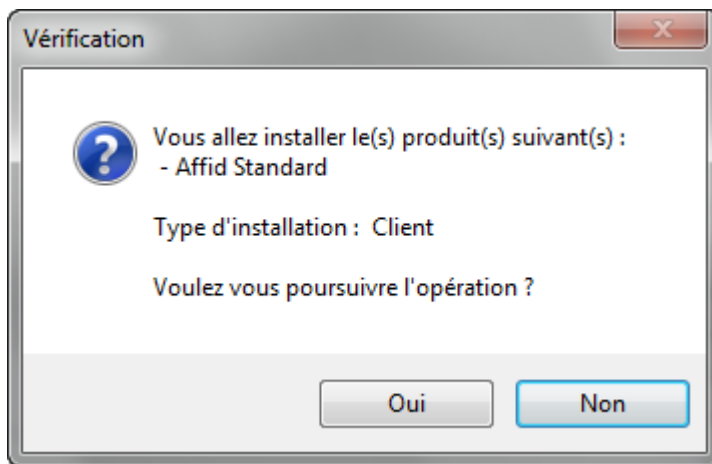 Vérification
Vous allez installer le(s) produit(s) suivant(s) :
- Affid Standard
Type d'installation : Client
Voulez vous poursuivre l'opération ?
Oui
Non